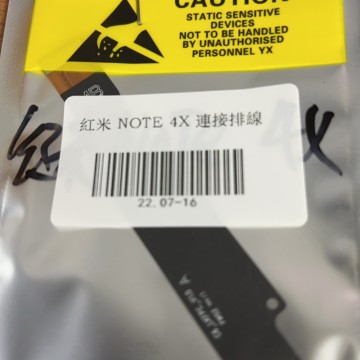 CAUTION
STATIC SENSITIVE
DEVICES
NOT TO BE HANDLED
BY UNAUTHORISED
PERSONNEL YX
紅米 NOTE 4X 連接排線
22.07-16
4X